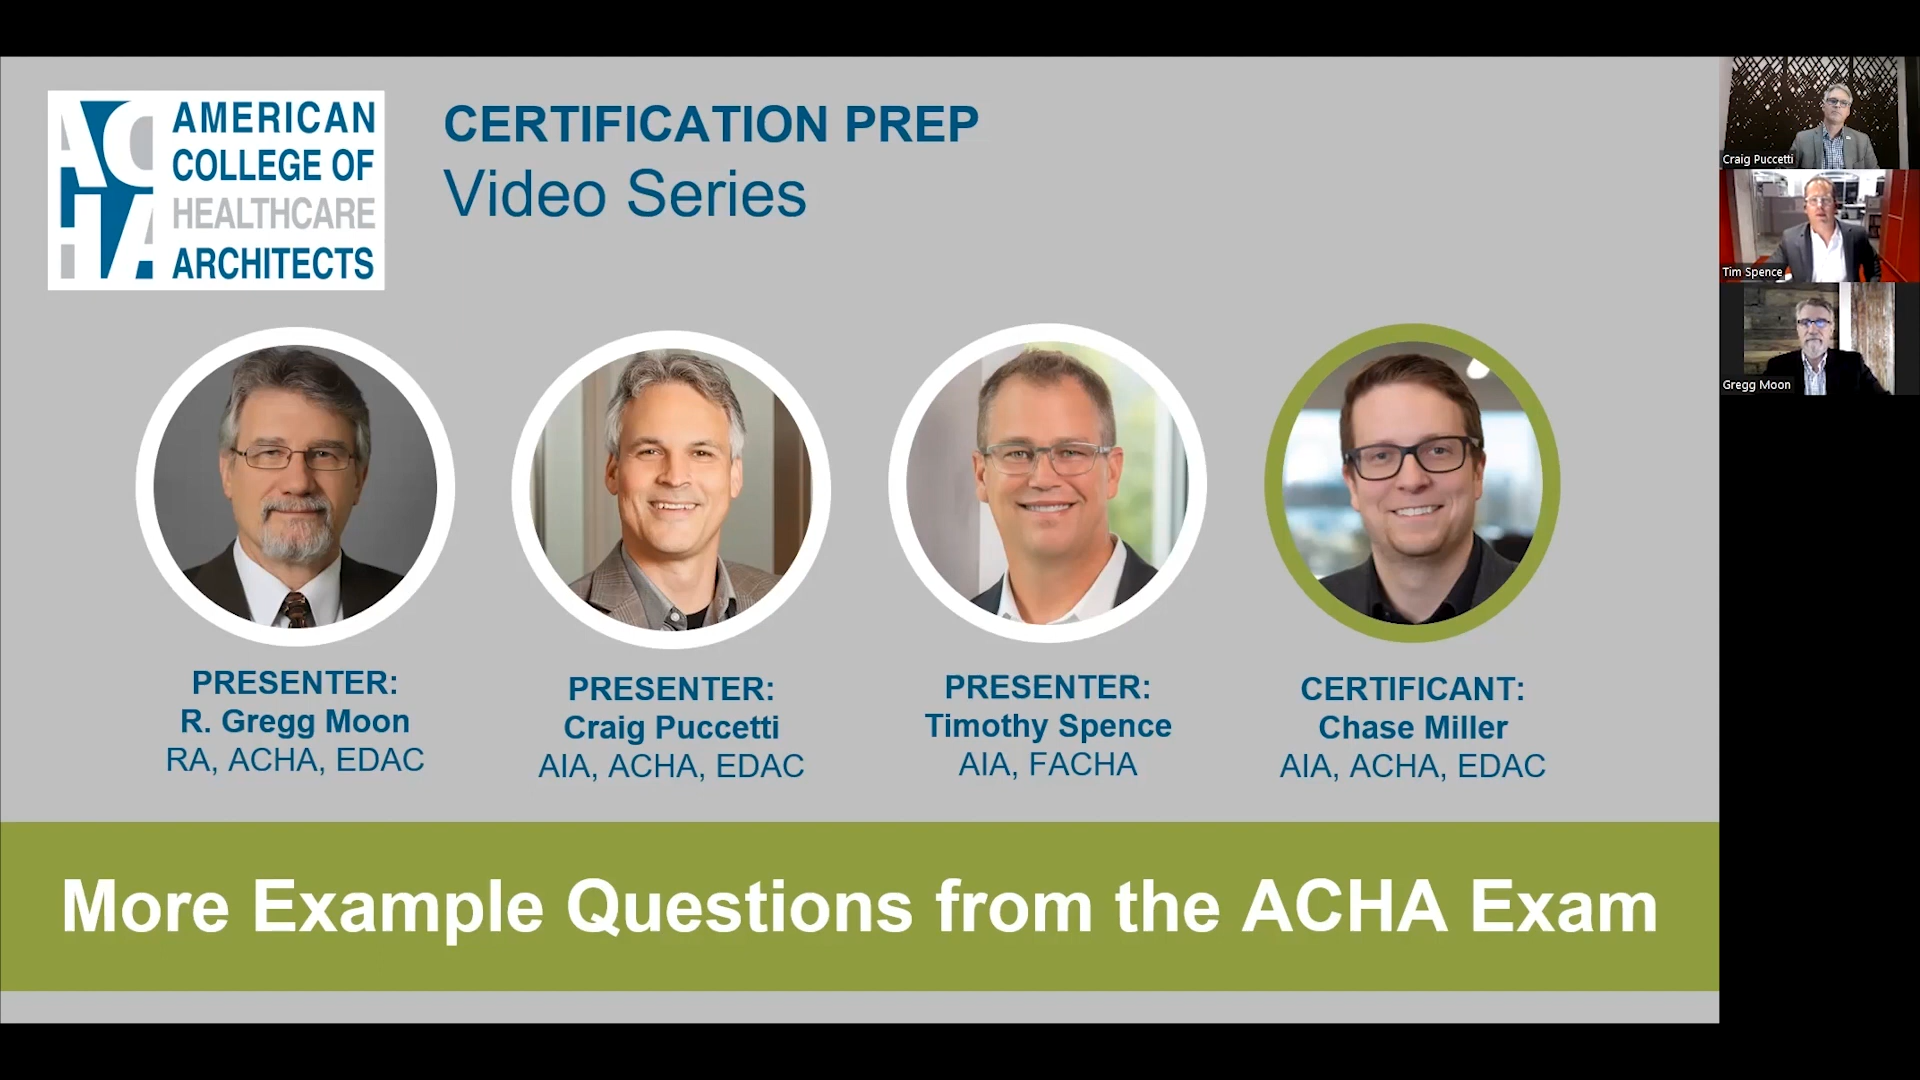 ACHA
AMERICAN
COLLEGE OF
HEALTHCARE
ARCHITECTS
CERTIFICATION PREP
Video Series
PRESENTER:
R. Gregg Moon
RA, ACHA, EDAC
PRESENTER:
Craig Puccetti
AIA, ACHA, EDAC
PRESENTER:
Timothy Spence
AIA, FACHA
CERTIFICANT:
Chase Miller
AIA, ACHA, EDAC
More Example Questions from the ACHA Exam
Craig Puccetti
Tim Spence
Gregg Moon